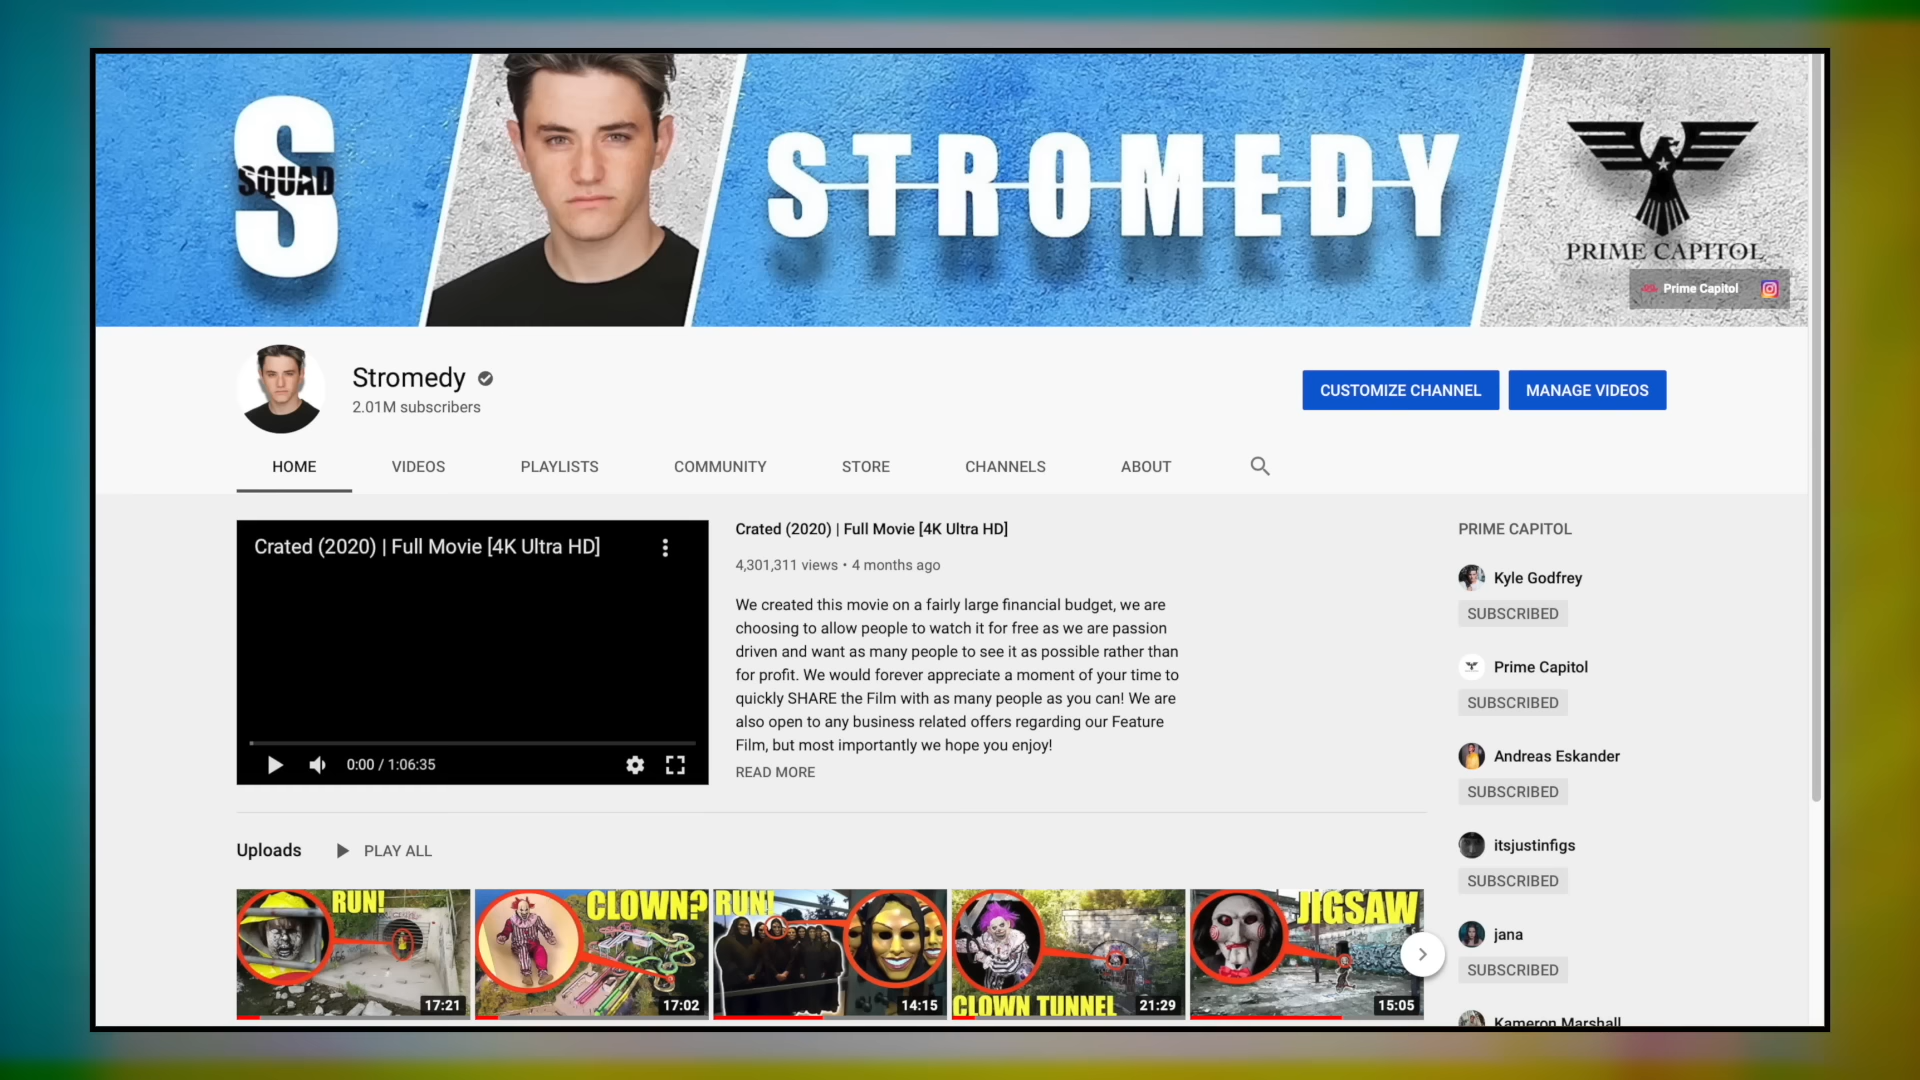 S
SQUAD
STROMEDY
PRIME CAPITOL
Prime Capitol
Stromedy
2.01M subscribers
CUSTOMIZE CHANNEL
MANAGE VIDEOS
HOME
VIDEOS
PLAYLISTS
COMMUNITY
STORE
CHANNELS
ABOUT
Crated (2020) | Full Movie [4K Ultra HD]
0:00 / 1:06:35
Crated (2020) | Full Movie [4K Ultra HD]
4,301,311 views • 4 months ago
We created this movie on a fairly large financial budget, we are
choosing to allow people to watch it for free as we are passion
driven and want as many people to see it as possible rather than
for profit. We would forever appreciate a moment of your time to
quickly SHARE the Film with as many people as you can! We are
also open to any business related offers regarding our Feature
Film, but most importantly we hope you enjoy!
READ MORE
PRIME CAPITOL
Kyle Godfrey
SUBSCRIBED
Prime Capitol
SUBSCRIBED
Andreas Eskander
SUBSCRIBED
itsjustinfigs
SUBSCRIBED
jana
SUBSCRIBED
Kameron Marshall
Uploads
PLAY ALL
RUN!
17:21
CLOWN?
17:02
RUN!
14:15
CLOWN TUNNEL
21:29
JIGSAW
15:05